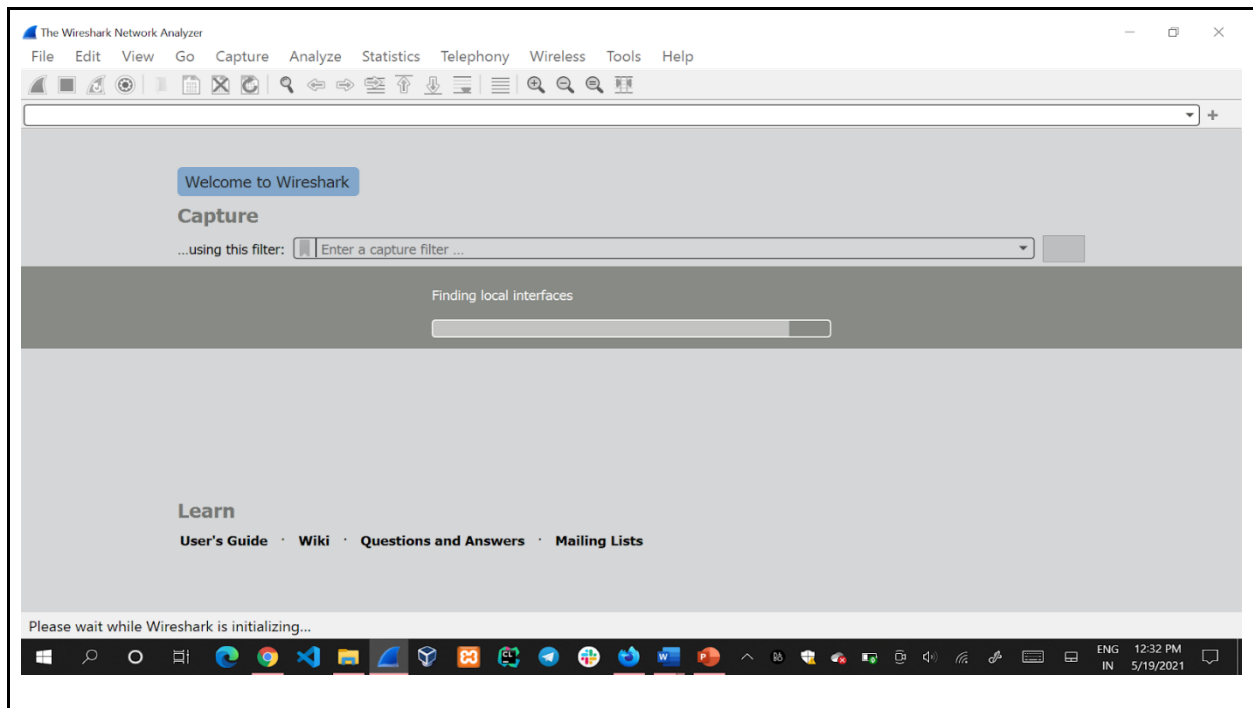 The Wireshark Network Analyzer
File Edit View Go Capture Analyze Statistics Telephony Wireless Tools Help
Welcome to Wireshark
Capture
...using this filter: Enter a capture filter ...
Finding local interfaces
Learn
User's Guide · Wiki · Questions and Answers · Mailing Lists
Please wait while Wireshark is initializing...
ENG 12:32 PM
IN 5/19/2021